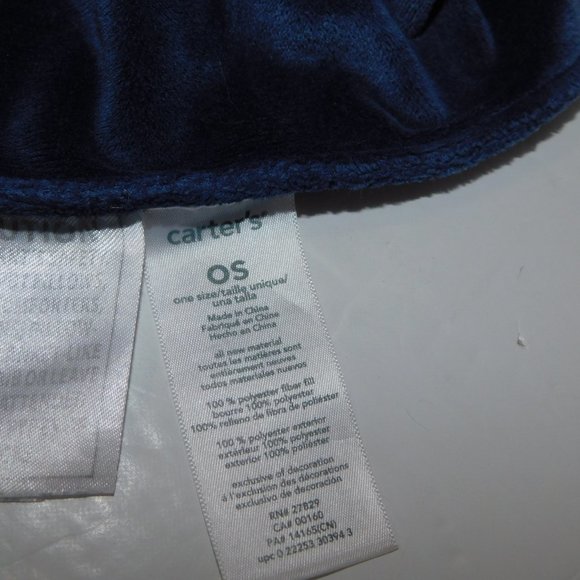 carter's
OS
one size/taille unique/
una talla
Made in China
Fabriqué en Chine
Hecho en China
all new material
toutes les matières sont
entièrement neuves
todos materiales nuevos
100 % polyester fiber fill
bourre 100% polyester
100% relleno de fibra de poliéster
100 % polyester exterior
extérieur 100% polyester
exterior 100% poliéster
exclusive of decoration
à l'exclusion des décorations
exclusivo de decoración
RN# 27829
CA# 00160
PA# 14165(CN)
upc 0 22253 30394 3
LIKE